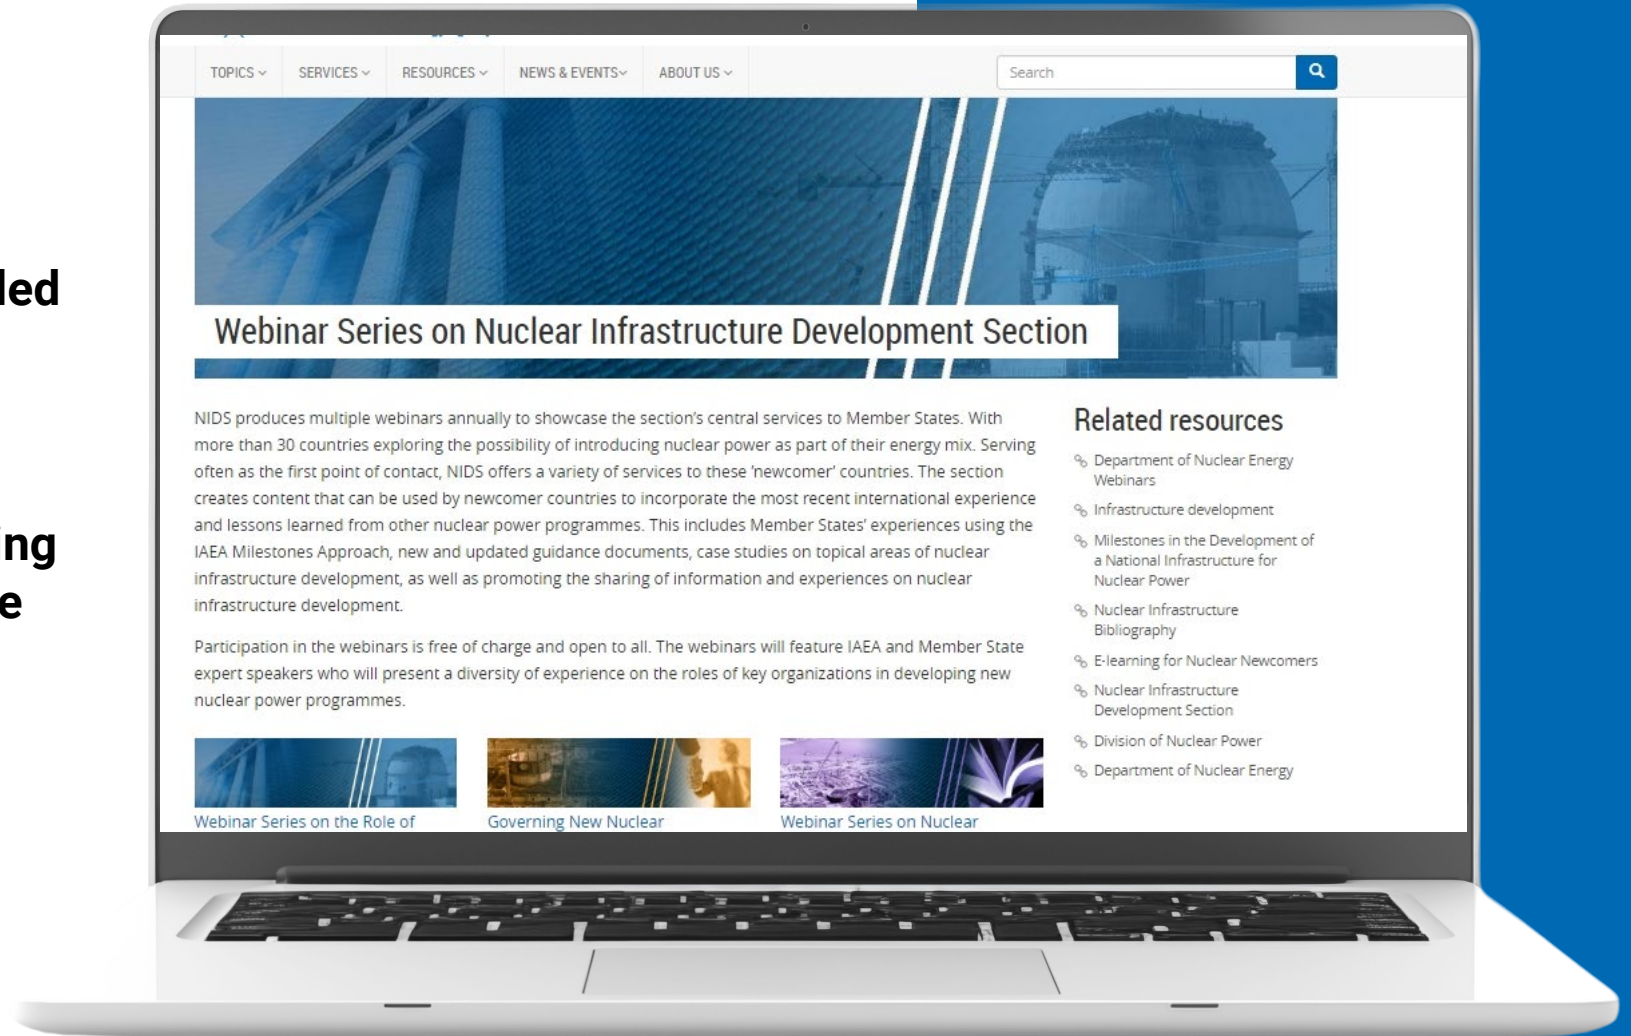 TOPICS
SERVICES
RESOURCES
NEWS & EVENTS
ABOUT US
Search
Webinar Series on Nuclear Infrastructure Development Section
NIDS produces multiple webinars annually to showcase the section's central services to Member States. With
more than 30 countries exploring the possibility of introducing nuclear power as part of their energy mix. Serving
often as the first point of contact, NIDS offers a variety of services to these 'newcomer' countries. The section
creates content that can be used by newcomer countries to incorporate the most recent international experience
and lessons learned from other nuclear power programmes. This includes Member States' experiences using the
IAEA Milestones Approach, new and updated guidance documents, case studies on topical areas of nuclear
infrastructure development, as well as promoting the sharing of information and experiences on nuclear
infrastructure development.
Participation in the webinars is free of charge and open to all. The webinars will feature IAEA and Member State
expert speakers who will present a diversity of experience on the roles of key organizations in developing new
nuclear power programmes.
Webinar Series on the Role of
Governing New Nuclear
Webinar Series on Nuclear
Related resources
Department of Nuclear Energy
Webinars
Infrastructure development
Milestones in the Development of
a National Infrastructure for
Nuclear Power
Nuclear Infrastructure
Bibliography
E-learning for Nuclear Newcomers
Nuclear Infrastructure
Development Section
Division of Nuclear Power
Department of Nuclear Energy